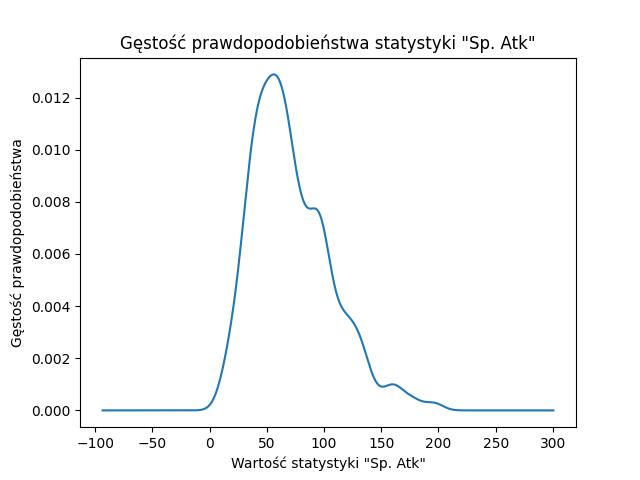 Gęstość prawdopodobieństwa statystyki "Sp. Atk"
Gęstość prawdopodobieństwa
0.012
0.010
0.008
0.006
0.004
0.002
0.000
−100 −50 0 50 100 150 200 250 300
Wartość statystyki "Sp. Atk"